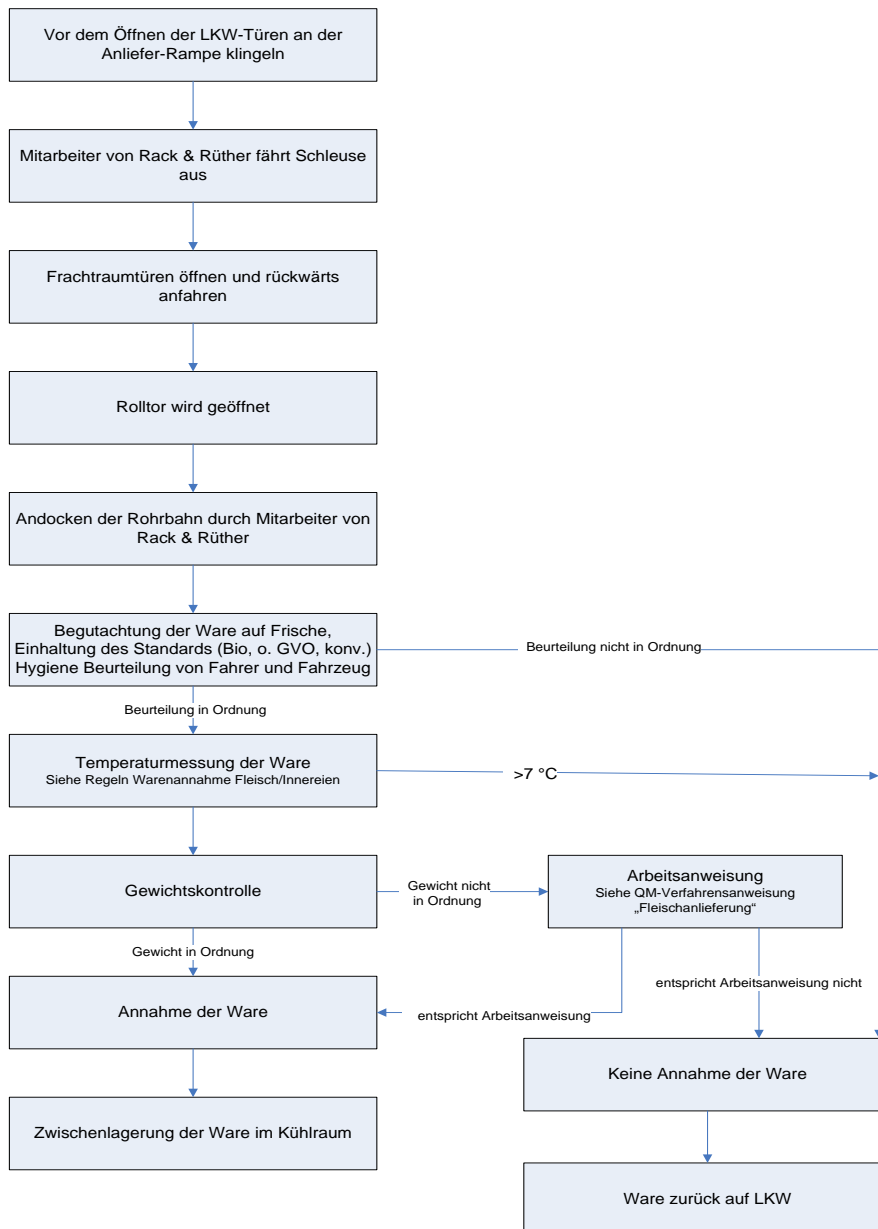 Vor dem Öffnen der LKW-Türen an der
Anliefer-Rampe klingeln
Mitarbeiter von Rack & Rüther fährt Schleuse
aus
Frachtraumtüren öffnen und rückwärts
anfahren
Rolltor wird geöffnet
Andocken der Rohrbahn durch Mitarbeiter von
Rack & Rüther
Begutachtung der Ware auf Frische,
Einhaltung des Standards (Bio, o. GVO, konv.)
Hygiene Beurteilung von Fahrer und Fahrzeug
Beurteilung nicht in Ordnung
Beurteilung in Ordnung
Temperaturmessung der Ware
Siehe Regeln Warenannahme Fleisch/Innereien
>7 °C
Gewichtskontrolle
Gewicht nicht
in Ordnung
Arbeitsanweisung
Siehe QM-Verfahrensanweisung
„Fleischanlieferung“
Gewicht in Ordnung
entspricht Arbeitsanweisung nicht
Annahme der Ware
entspricht Arbeitsanweisung
Keine Annahme der Ware
Zwischenlagerung der Ware im Kühlraum
Ware zurück auf LKW